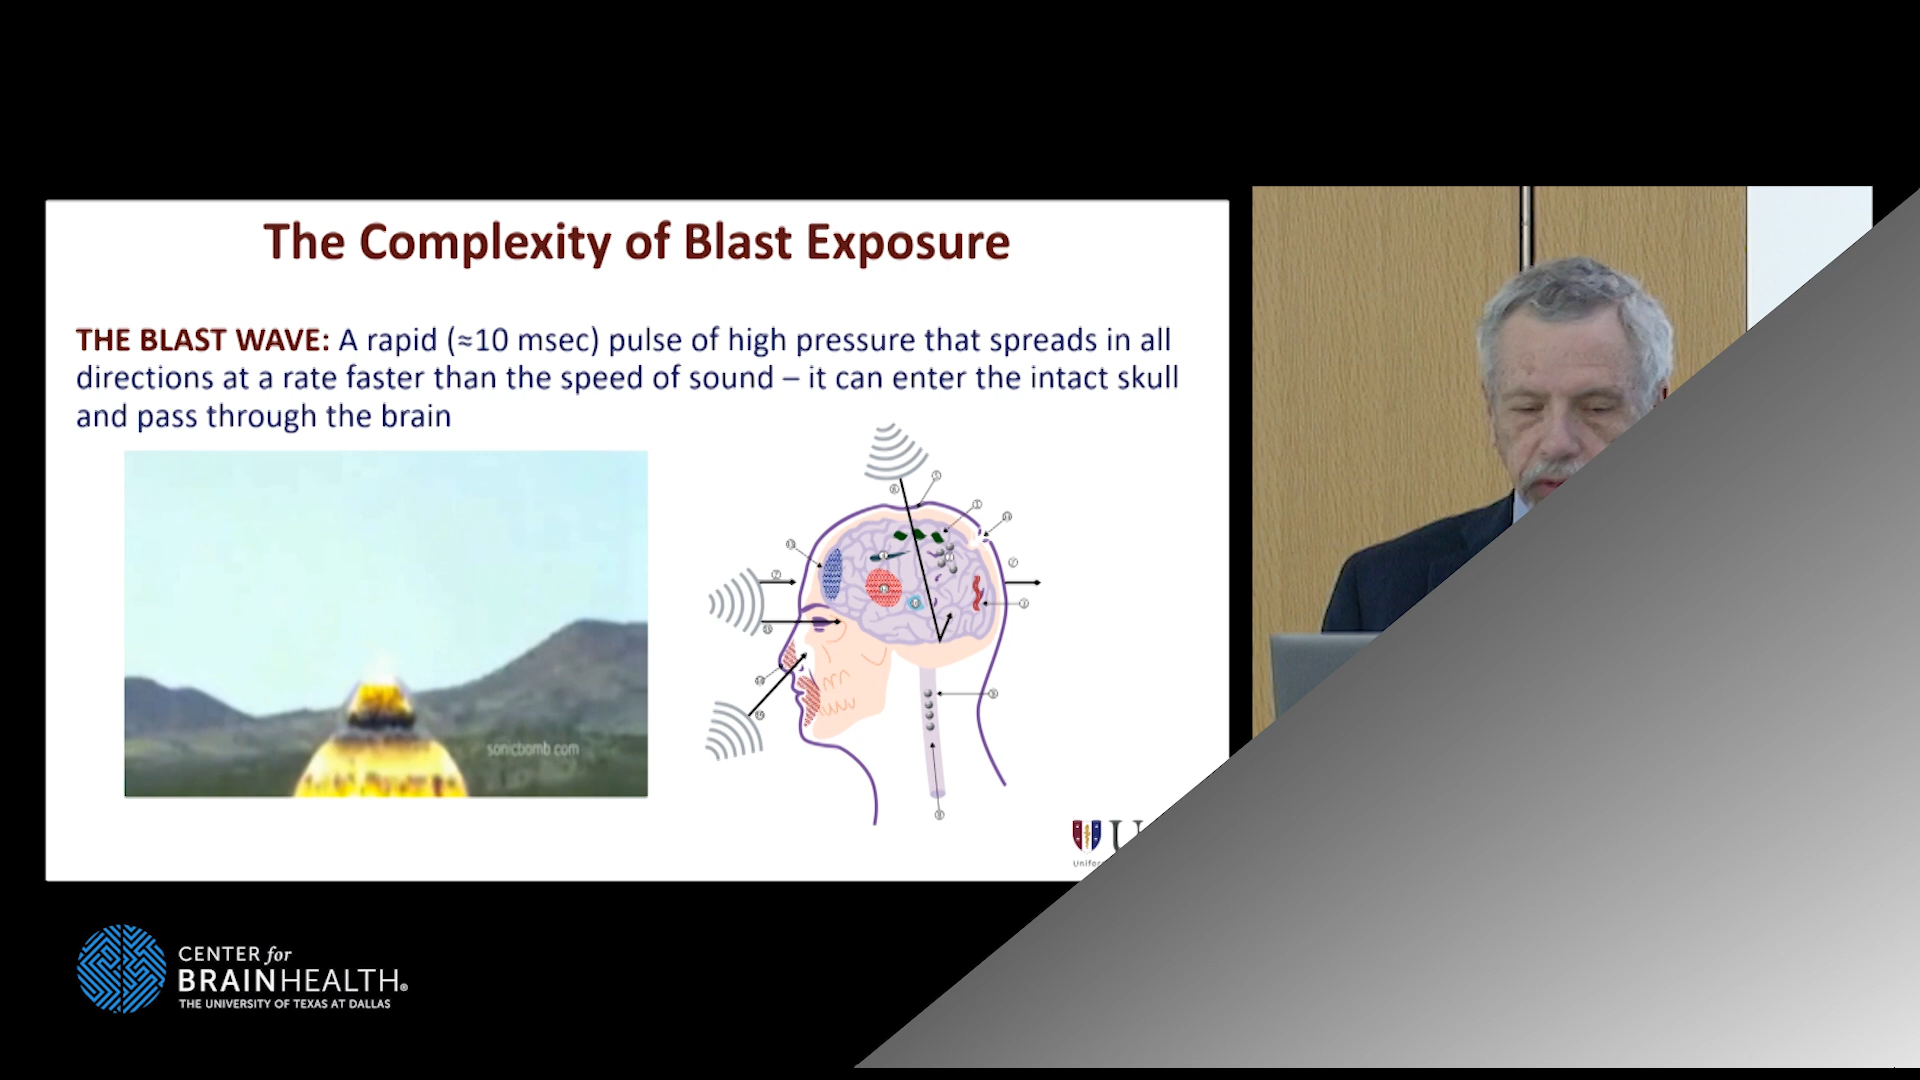 The Complexity of Blast Exposure
THE BLAST WAVE: A rapid (≈10 msec) pulse of high pressure that spreads in all
directions at a rate faster than the speed of sound – it can enter the intact skull
and pass through the brain
sonicbomb.com
U
CENTER for
BRAINHEALTH®
THE UNIVERSITY OF TEXAS AT DALLAS